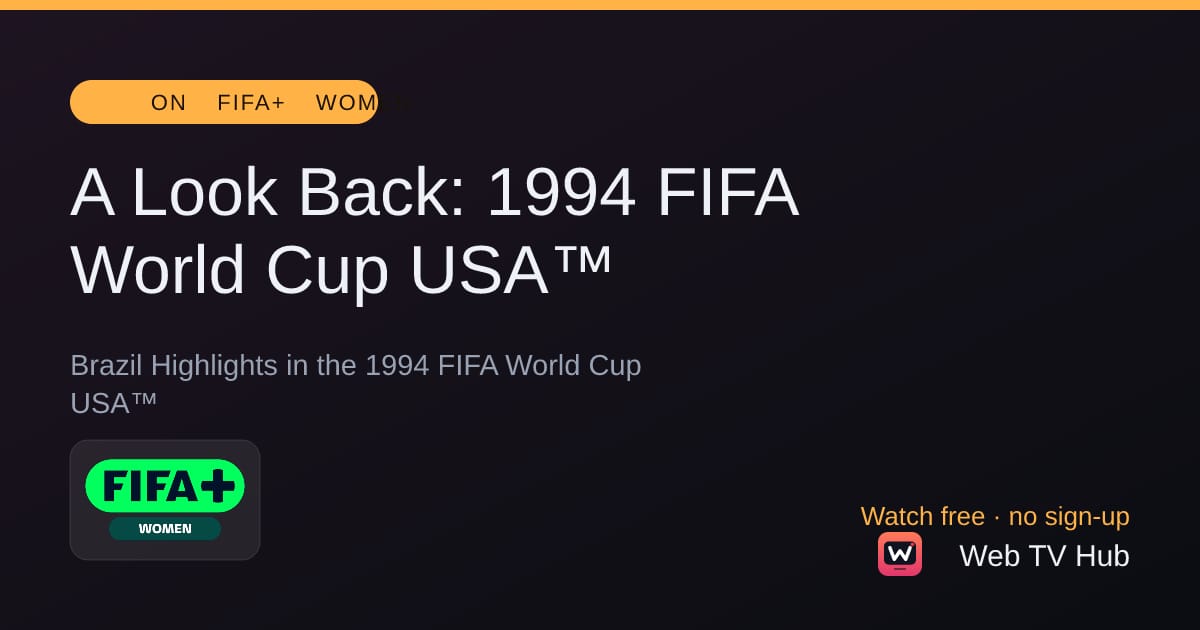 ON FIFA+ WOMEN
A Look Back: 1994 FIFA
World Cup USA™
Brazil Highlights in the 1994 FIFA World Cup
USA™
FIFA+
WOMEN
Watch free · no sign-up
W
Web TV Hub